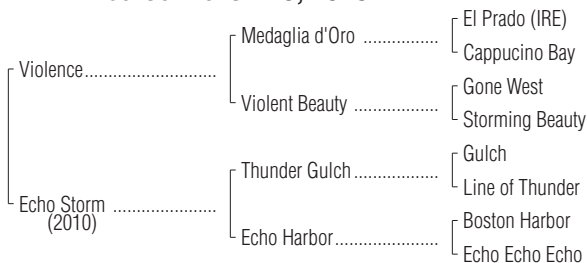 El Prado (IRE)
Medaglia d'Oro ..................
Cappucino Bay
Violence...............................
Gone West
Violent Beauty ....................
Storming Beauty
Gulch
Thunder Gulch....................
Line of Thunder
Echo Storm ........................
(2010)
Boston Harbor
Echo Harbor.........................
Echo Echo Echo